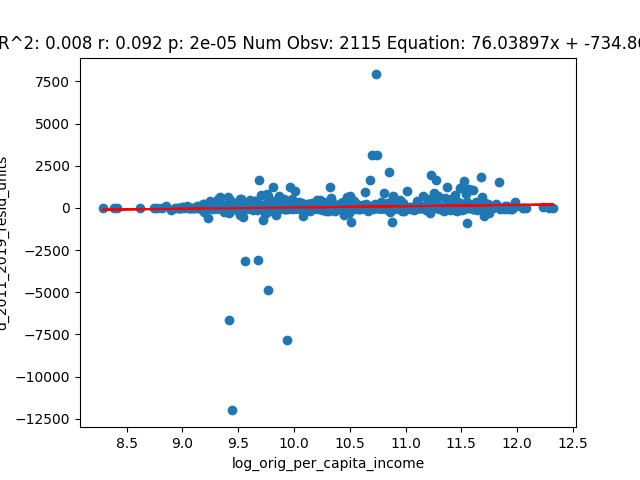 R^2: 0.008 r: 0.092 p: 2e-05 Num Obsv: 2115 Equation: 76.03897x + -734.80
7500
5000
2500
0
−2500
−5000
−7500
−10000
−12500
d_2011_2019_resid_units
8.5 9.0 9.5 10.0 10.5 11.0 11.5 12.0 12.5
log_orig_per_capita_income